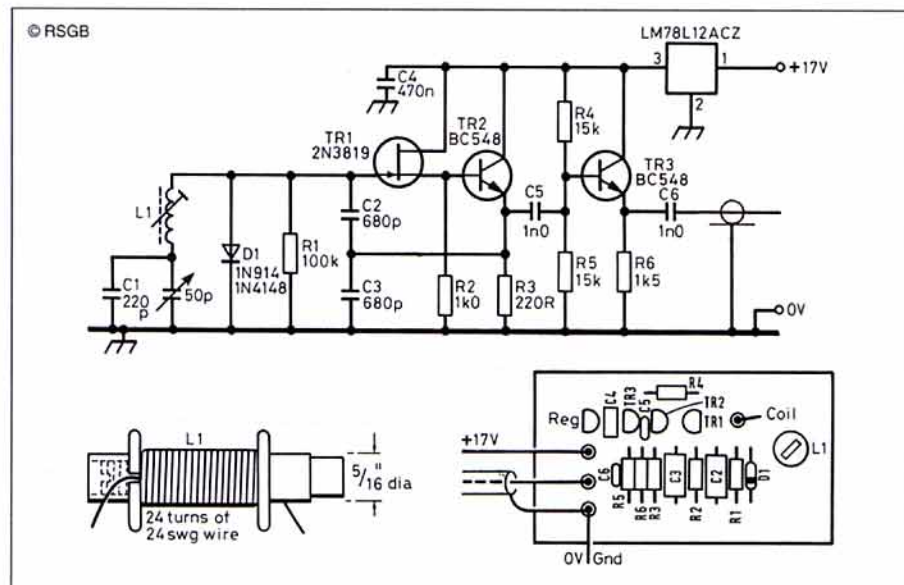 © RSGB
LM78L12ACZ
3
1
+17V
2
C4
470n
TR1
2N3819
TR2
BC548
R4
15k
TR3
BC548
L1
C2
680p
C5
1n0
C6
1n0
D1
1N914
1N4148
R1
100k
C1
220
p
50p
C3
680p
R2
1k0
R3
220R
R5
15k
R6
1k5
0V
L1
5/16" dia
24 turns of
24swg wire
Reg
C4
TR3
C5
R4
TR2
TR1
Coil
L1
+17V
C6
R5
R6
R3
C3
R2
C2
R1
D1
0V Gnd